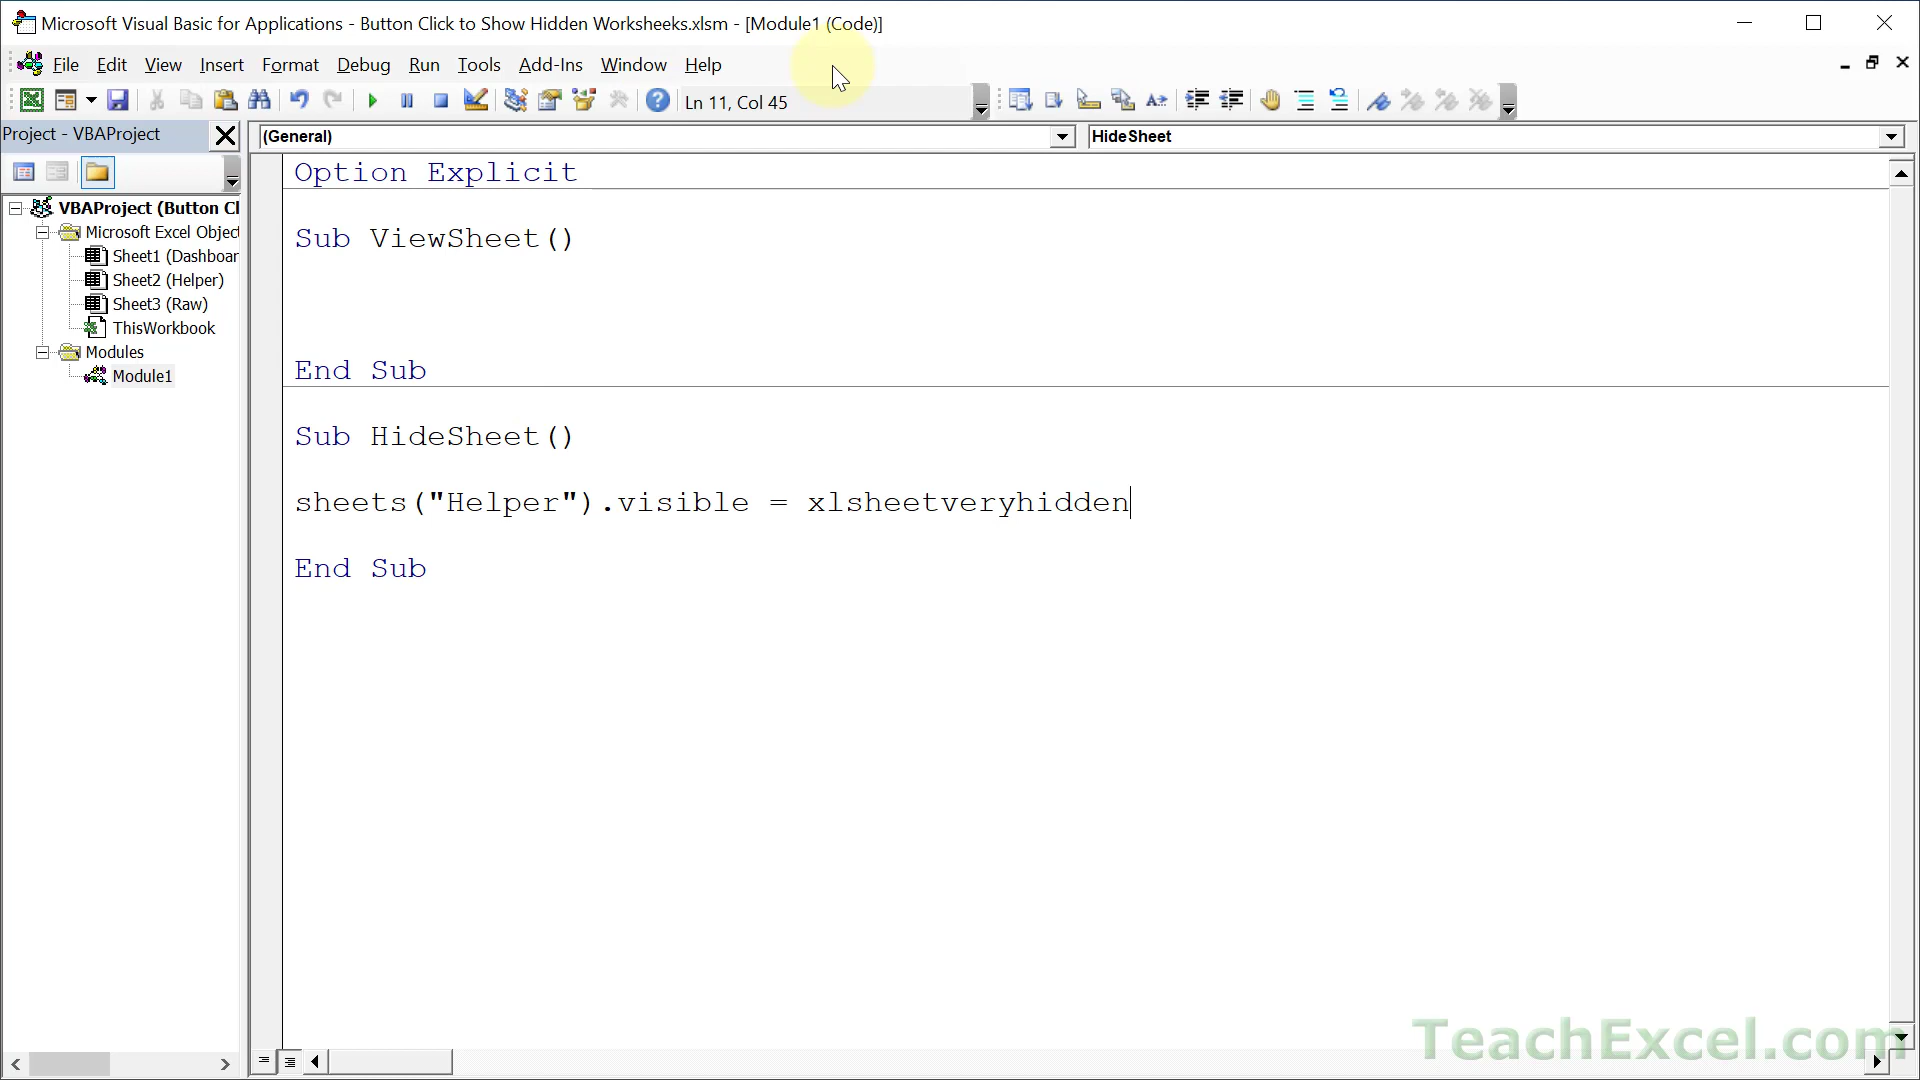 Microsoft Visual Basic for Applications - Button Click to Show Hidden Worksheeks.xlsm - [Module1 (Code)]
File Edit View Insert Format Debug Run Tools Add-Ins Window Help
Ln 11, Col 45
Project - VBAProject
(General)
HideSheet
VBAProject (Button Cl
Microsoft Excel Object
Sheet1 (Dashboar
Sheet2 (Helper)
Sheet3 (Raw)
ThisWorkbook
Modules
Module1
Option Explicit
Sub ViewSheet()
End Sub
Sub HideSheet()
sheets("Helper").visible = xlsheetveryhidden
End Sub
TeachExcel.com